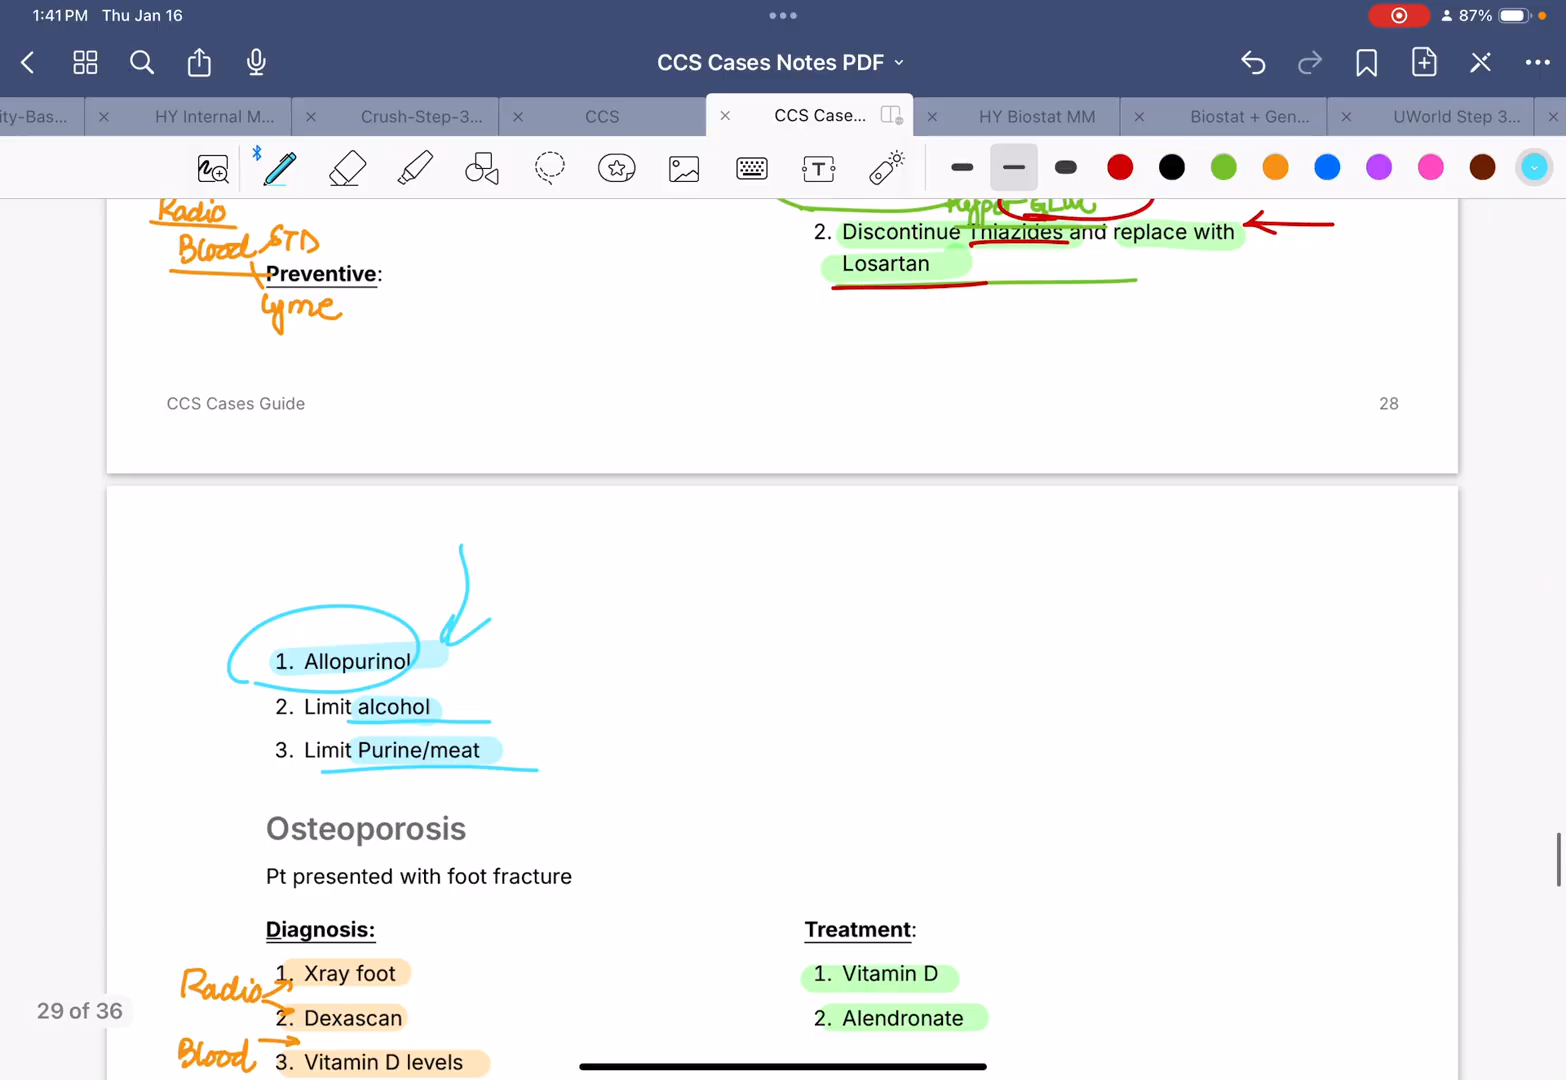 1:41 PM Thu Jan 16
87%
CCS Cases Notes PDF
ity-Bas...
HY Internal M...
Crush-Step-3...
CCS
CCS Case...
HY Biostat MM
Biostat + Gen...
UWorld Step 3...
Radio
Blood STD
Preventive:
Lyme
2. Discontinue Thiazides and replace with
Losartan
CCS Cases Guide
28
1. Allopurinol
2. Limit alcohol
3. Limit Purine/meat
Osteoporosis
Pt presented with foot fracture
Diagnosis:
Radio
1. Xray foot
2. Dexascan
Blood
3. Vitamin D levels
Treatment:
1. Vitamin D
2. Alendronate
29 of 36